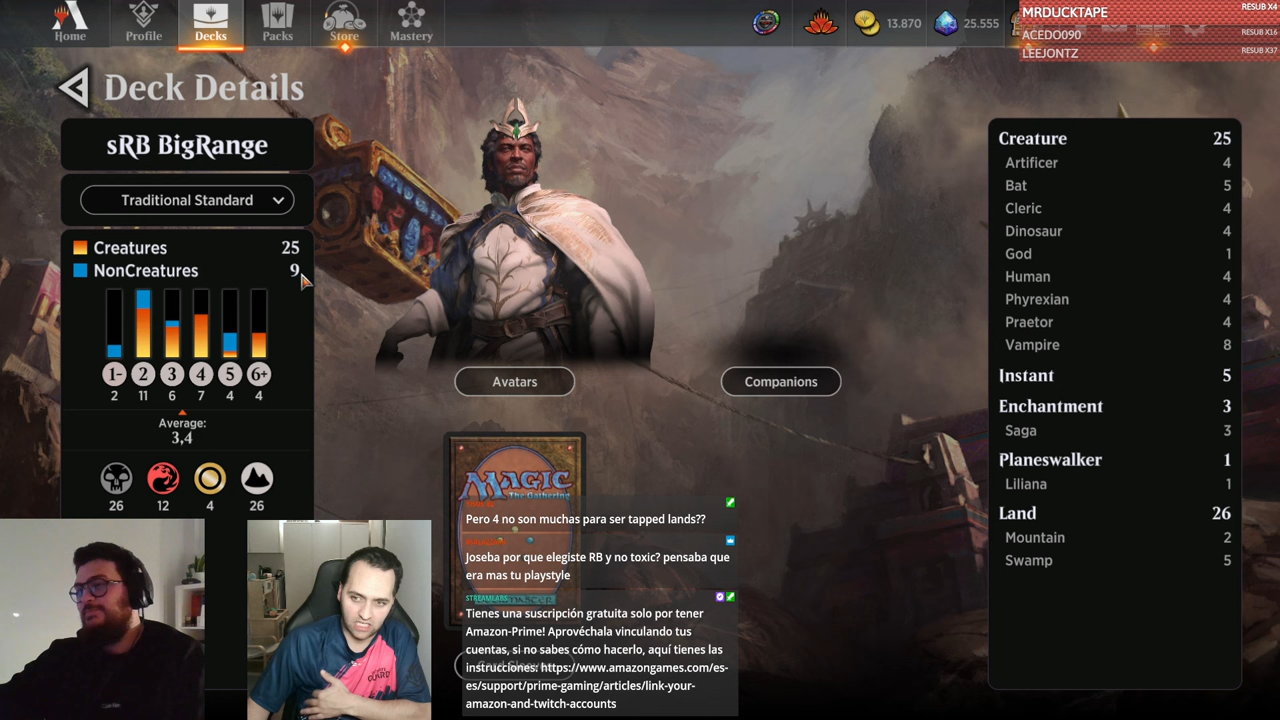 Home
Profile
Decks
Packs
Store
Mastery
13.870
25.555
MRDUCKTAPE
RESUB X4
ACEDO090
RESUB X16
LEEJONTZ
RESUB X37
Deck Details
sRB BigRange
Traditional Standard
Creatures 25
NonCreatures 9
1- 2 3 4 5 6+
2 11 6 7 4 4
Average:
3,4
26 12 4 26
Avatars
Companions
MAGIC
The Gathering
Pero 4 no son muchas para ser tapped lands??
Joseba por que elegiste RB y no toxic? pensaba que
era mas tu playstyle
STREAMLABS
Tienes una suscripción gratuita solo por tener
Amazon-Prime! Aprovéchala vinculando tus
cuentas, si no sabes cómo hacerlo, aquí tienes las
instrucciones: https://www.amazongames.com/es-
es/support/prime-gaming/articles/link-your-
amazon-and-twitch-accounts
Creature 25
Artificer 4
Bat 5
Cleric 4
Dinosaur 4
God 1
Human 4
Phyrexian 4
Praetor 4
Vampire 8
Instant 5
Enchantment 3
Saga 3
Planeswalker 1
Liliana 1
Land 26
Mountain 2
Swamp 5